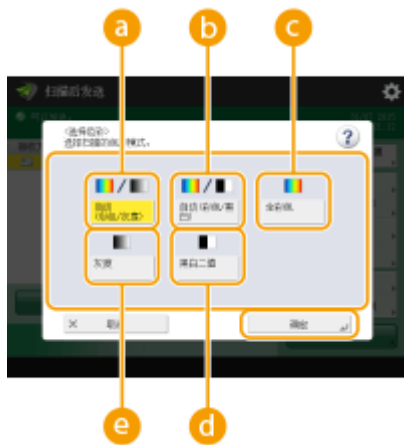 a
b
c
扫描后发送
<选择色彩>
选择扫描的色彩模式。
?
自动
(彩色/灰度)
自动(彩色/黑
白)
全彩色
灰度
黑白二值
× 取消
确定
e
d